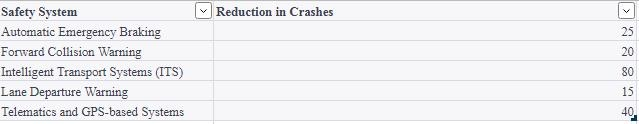 Safety System Reduction in Crashes
Automatic Emergency Braking 25
Forward Collision Warning 20
Intelligent Transport Systems (ITS) 80
Lane Departure Warning 15
Telematics and GPS-based Systems 40